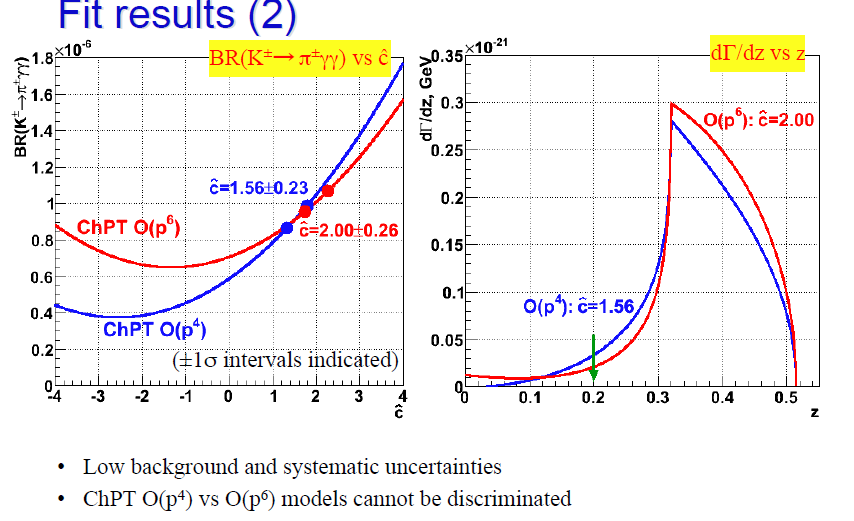 Fit results (2)
×10⁻⁶
BR(K±→π±γγ) vs ĉ
BR(K±→π±γγ)
1.8
1.6
1.4
1.2
1
0.8
0.6
0.4
0.2
0
ĉ=1.56±0.23
ChPT O(p⁶)
ĉ=2.00±0.26
ChPT O(p⁴)
(±1σ intervals indicated)
-4 -3 -2 -1 0 1 2 3 4
ĉ
×10⁻²¹
dΓ/dz vs z
dΓ/dz, GeV
0.35
0.3
0.25
0.2
0.15
0.1
0.05
0
O(p⁶): ĉ=2.00
O(p⁴): ĉ=1.56
0 0.1 0.2 0.3 0.4 0.5
z
• Low background and systematic uncertainties
• ChPT O(p⁴) vs O(p⁶) models cannot be discriminated